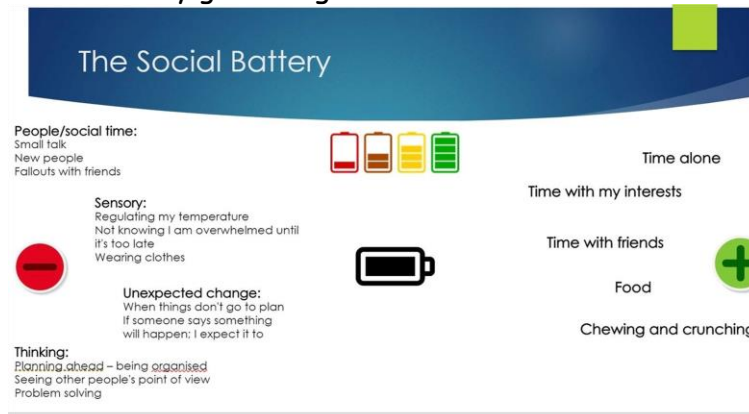 The Social Battery
People/social time:
Small talk
New people
Fallouts with friends
Sensory:
Regulating my temperature
Not knowing I am overwhelmed until
it's too late
Wearing clothes
Unexpected change:
When things don't go to plan
If someone says something
will happen; I expect it to
Thinking:
Planning ahead – being organised
Seeing other people's point of view
Problem solving
Time alone
Time with my interests
Time with friends
Food
Chewing and crunching